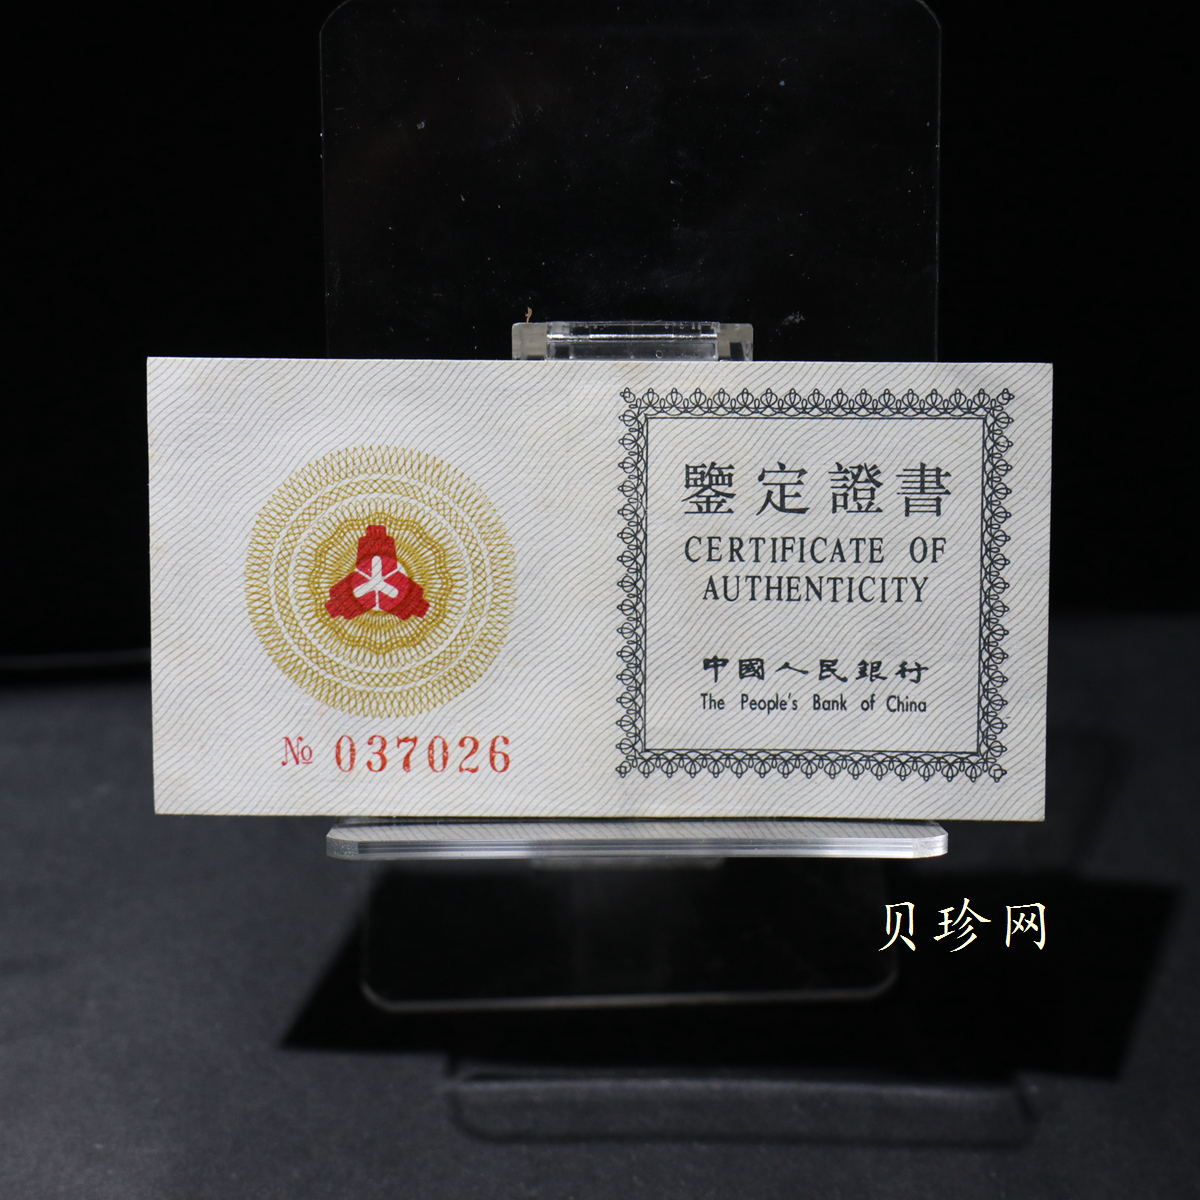 № 037026
鑒定證書
CERTIFICATE OF
AUTHENTICITY
中國人民銀行
The People's Bank of China
贝珍网